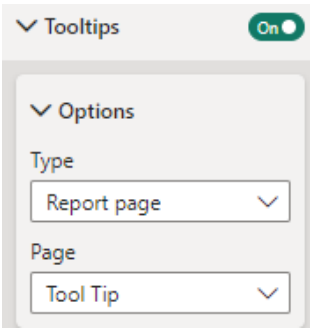 Tooltips On
Options
Type
Report page
Page
Tool Tip